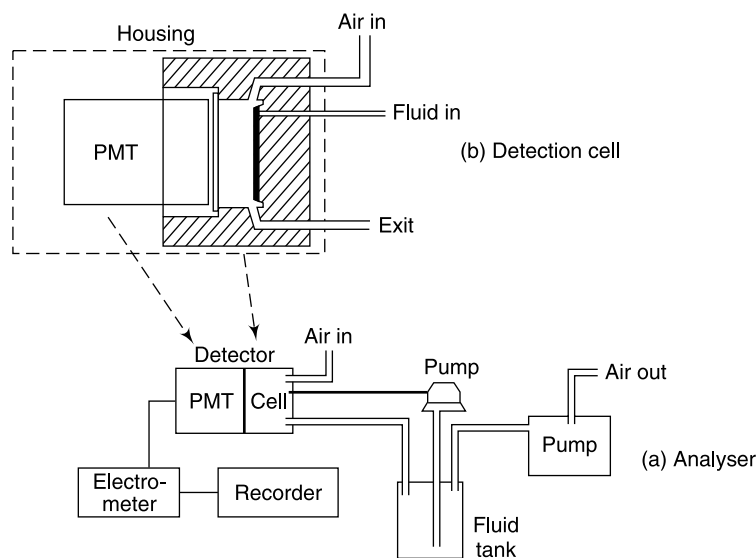 Housing
Air in
Fluid in
PMT
(b) Detection cell
Exit
Air in
Detector
Pump
Air out
PMT
Cell
Pump
(a) Analyser
Electro-
meter
Recorder
Fluid
tank